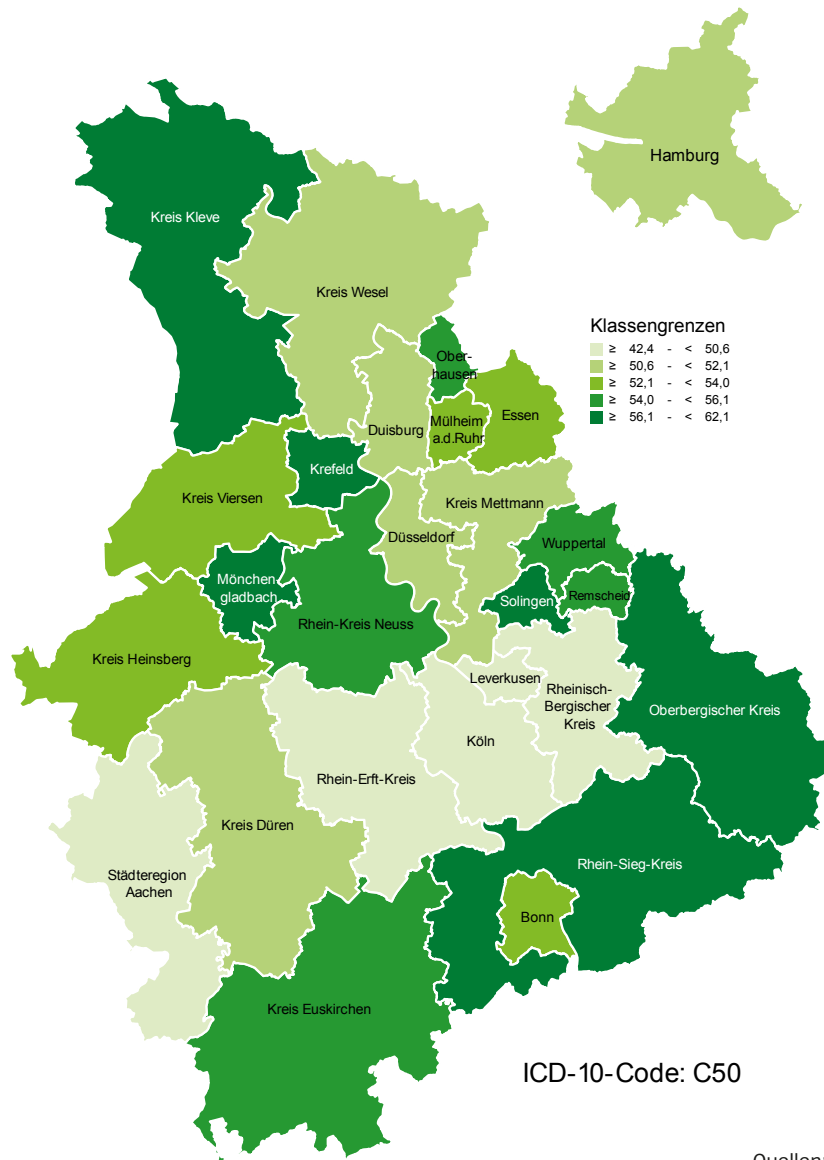 Hamburg
Kreis Kleve
Kreis Wesel
Klassengrenzen
≥ 42,4 - < 50,6
≥ 50,6 - < 52,1
≥ 52,1 - < 54,0
≥ 54,0 - < 56,1
≥ 56,1 - < 62,1
Ober-
hausen
Essen
Mülheim
a.d.Ruhr
Duisburg
Krefeld
Kreis Viersen
Kreis Mettmann
Düsseldorf
Wuppertal
Mönchen
gladbach
Solingen
Remscheid
Rhein-Kreis Neuss
Kreis Heinsberg
Leverkusen
Rheinisch-
Bergischer
Kreis
Oberbergischer Kreis
Köln
Rhein-Erft-Kreis
Kreis Düren
Städteregion
Aachen
Rhein-Sieg-Kreis
Bonn
Kreis Euskirchen
ICD-10-Code: C50